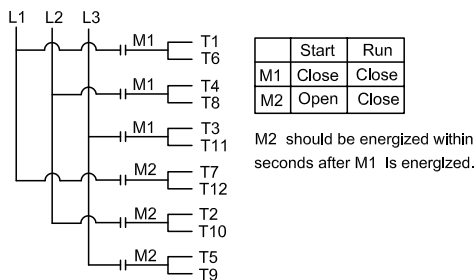 L1 L2 L3
M1 T1
T6
M1 T4
T8
M1 T3
T11
M2 T7
T12
M2 T2
T10
M2 T5
T9
Start Run
M1 Close Close
M2 Open Close
M2 should be energized within
seconds after M1 Is energized.